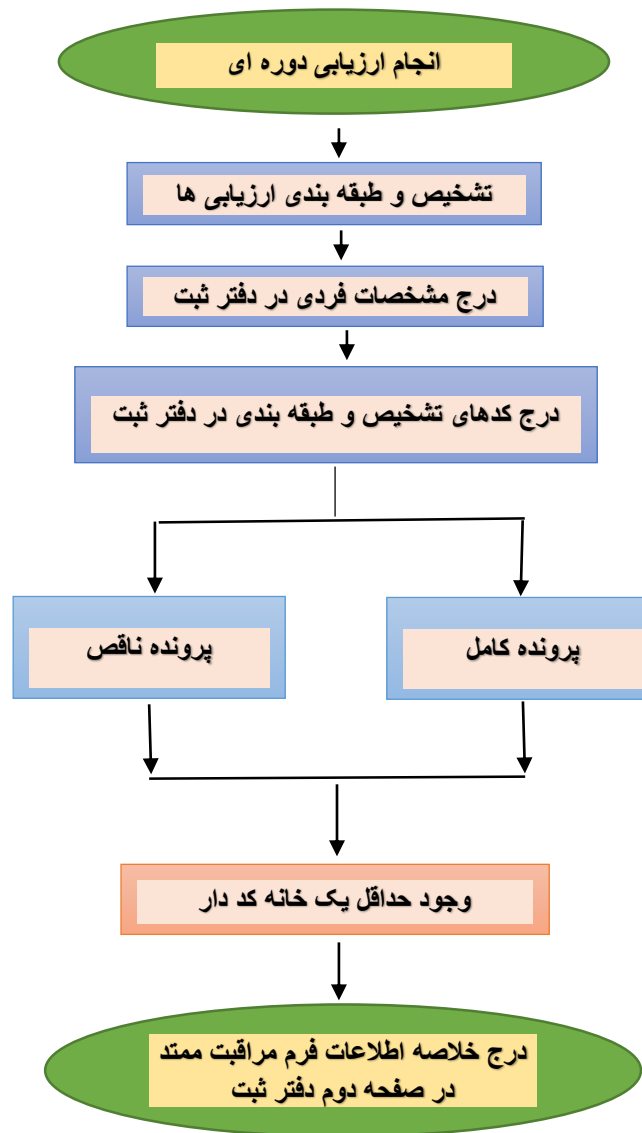 انجام ارزیابی دوره ای
تشخیص و طبقه بندی ارزیابی ها
درج مشخصات فردی در دفتر ثبت
درج کدهای تشخیص و طبقه بندی در دفتر ثبت
پرونده کامل
پرونده ناقص
وجود حداقل یک خانه کد دار
درج خلاصه اطلاعات فرم مراقبت ممتد
در صفحه دوم دفتر ثبت